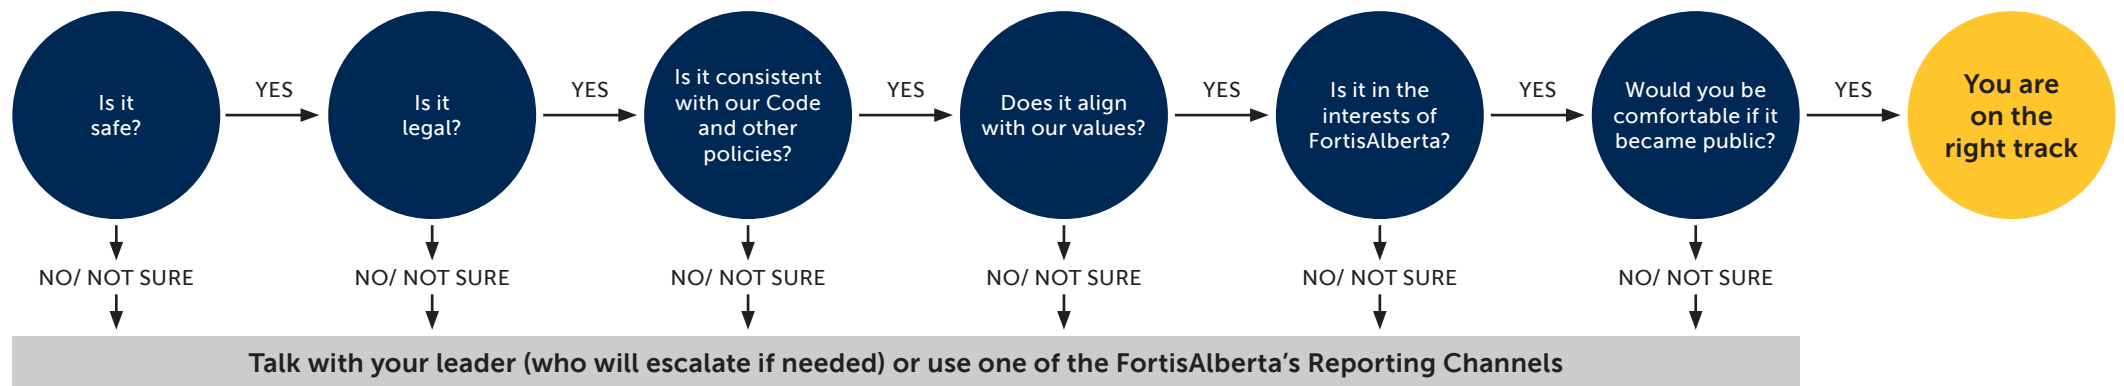 Is it
safe?
YES
Is it
legal?
YES
Is it consistent
with our Code
and other
policies?
YES
Does it align
with our values?
YES
Is it in the
interests of
FortisAlberta?
YES
Would you be
comfortable if it
became public?
YES
You are
on the
right track
NO/ NOT SURE
NO/ NOT SURE
NO/ NOT SURE
NO/ NOT SURE
NO/ NOT SURE
NO/ NOT SURE
Talk with your leader (who will escalate if needed) or use one of the FortisAlberta’s Reporting Channels